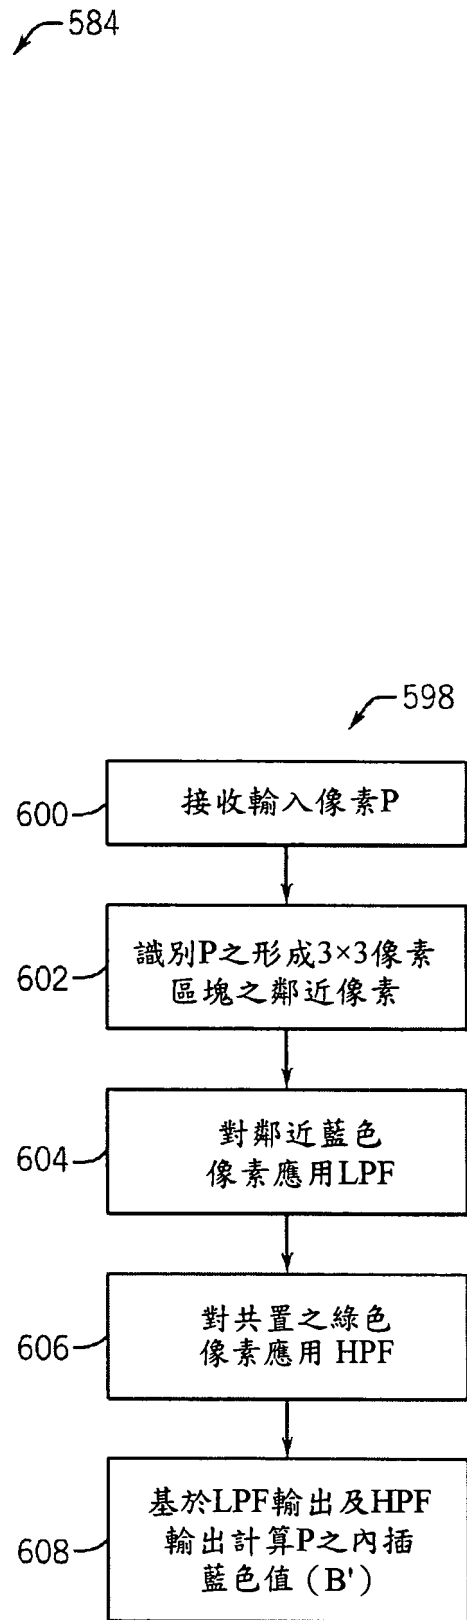 584
598
600
接收輸入像素P
602
識別P之形成3×3像素
區塊之鄰近像素
604
對鄰近藍色
像素應用LPF
606
對共置之綠色
像素應用 HPF
608
基於LPF輸出及HPF
輸出計算P之內插
藍色值（B'）